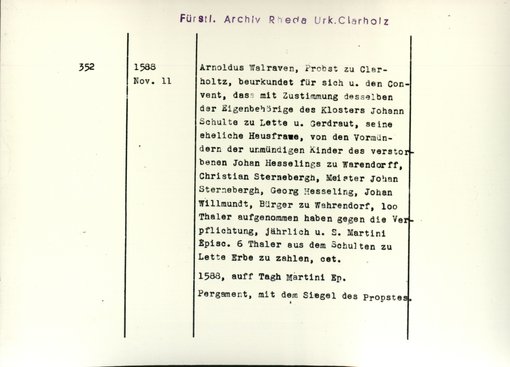 Fürstl. Archiv Rheda Urk. Clarholz
352
1588
Nov. 11
Arnoldus Walraven, Probst zu Clar-
holtz, beurkundet für sich u. den Con-
vent, dass mit Zustimmung desselben
der Eigenbehörige des Klosters Johann
Schulte zu Lette u. Gerdraut, seine
eheliche Hausfrawe, von den Vormün-
dern der unmündigen Kinder des verstor-
benen Johan Hesselings zu Warendorff,
Christian Sternebergh, Meister Johan
Sternebergh, Georg Hesseling, Johan
Willmundt, Bürger zu Wahrendorf, 100
Thaler aufgenommen haben gegen die Ver-
pflichtung, jährlich u. S. Martini
Episc. 6 Thaler aus dem Schulten zu
Lette Erbe zu zahlen, cet.
1588, auff Tagh Martini Ep.
Pergament, mit dem Siegel des Propstes.